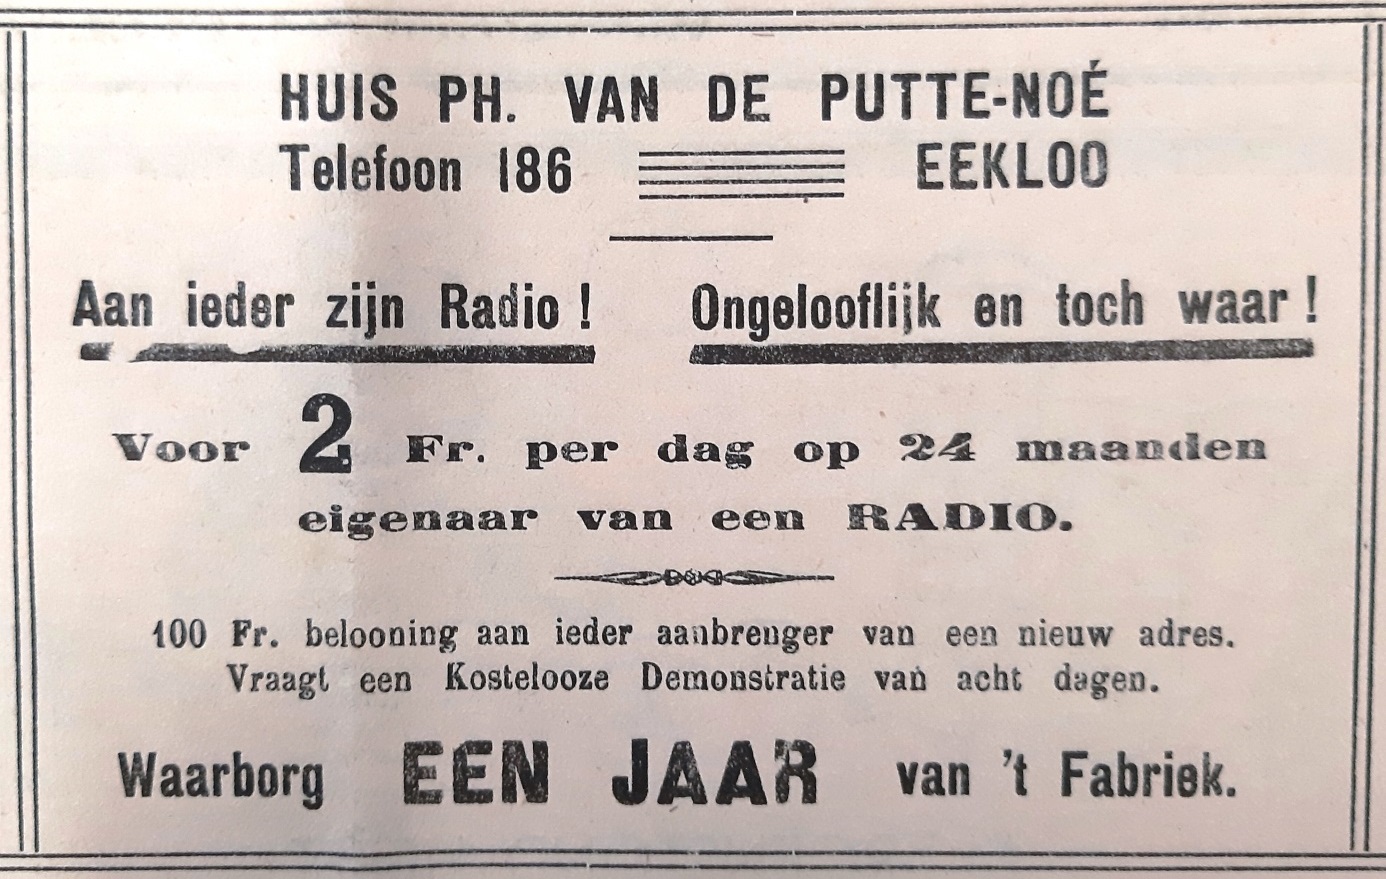 HUIS PH. VAN DE PUTTE-NOÉ
Telefoon 186 EEKLOO
Aan ieder zijn Radio ! Ongelooflijk en toch waar !
Voor 2 Fr. per dag op 24 maanden
eigenaar van een RADIO.
100 Fr. belooning aan ieder aanbrenger van een nieuw adres.
Vraagt een Kostelooze Demonstratie van acht dagen.
Waarborg EEN JAAR van 't Fabriek.